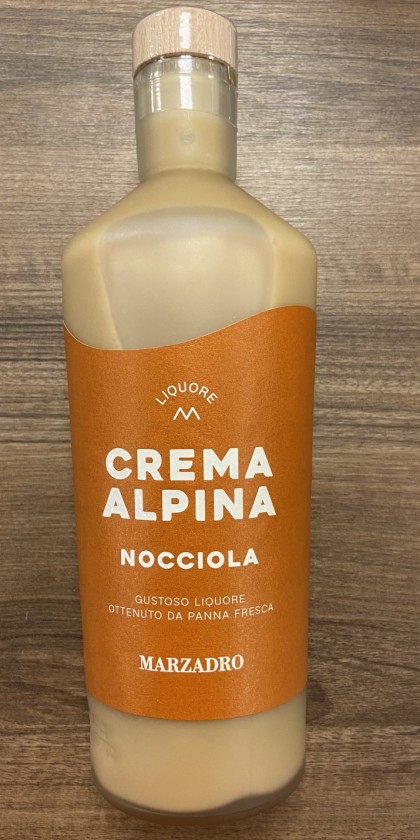 LIQUORE
CREMA
ALPINA
NOCCIOLA
GUSTOSO LIQUORE
OTTENUTO DA PANNA FRESCA
MARZADRO